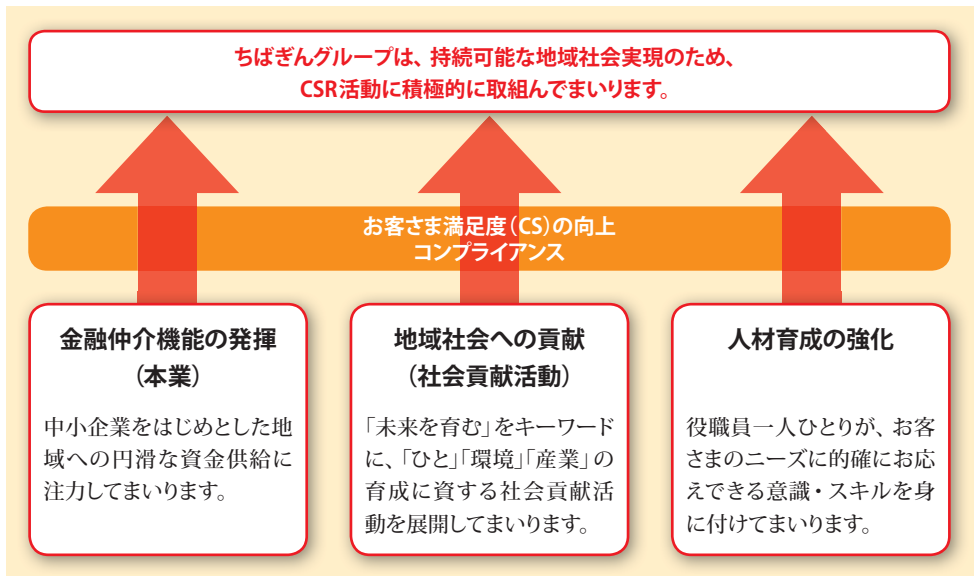 ちばぎんグループは、持続可能な地域社会実現のため、
CSR活動に積極的に取組んでまいります。
お客さま満足度(CS)の向上
コンプライアンス
金融仲介機能の発揮
(本業)
中小企業をはじめとした地
域への円滑な資金供給に
注力してまいります。
地域社会への貢献
(社会貢献活動)
「未来を育む」をキーワード
に、「ひと」「環境」「産業」の
育成に資する社会貢献活
動を展開してまいります。
人材育成の強化
役職員一人ひとりが、お客
さまのニーズに的確にお応
えできる意識・スキルを身
に付けてまいります。